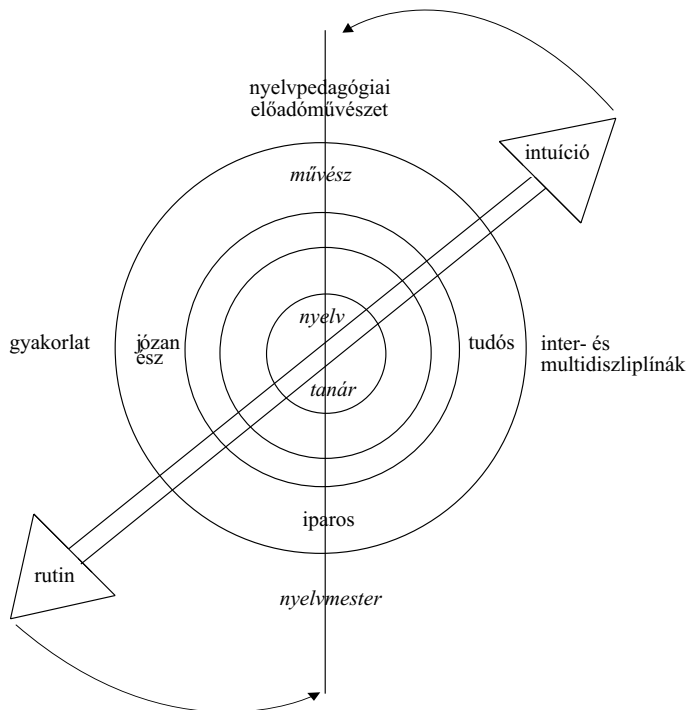 nyelvpedagógiai
előadóművészet
intuíció
művész
nyelv
gyakorlat
józan
ész
tudós
inter- és
multidiszliplínák
tanár
iparos
rutin
nyelvmester